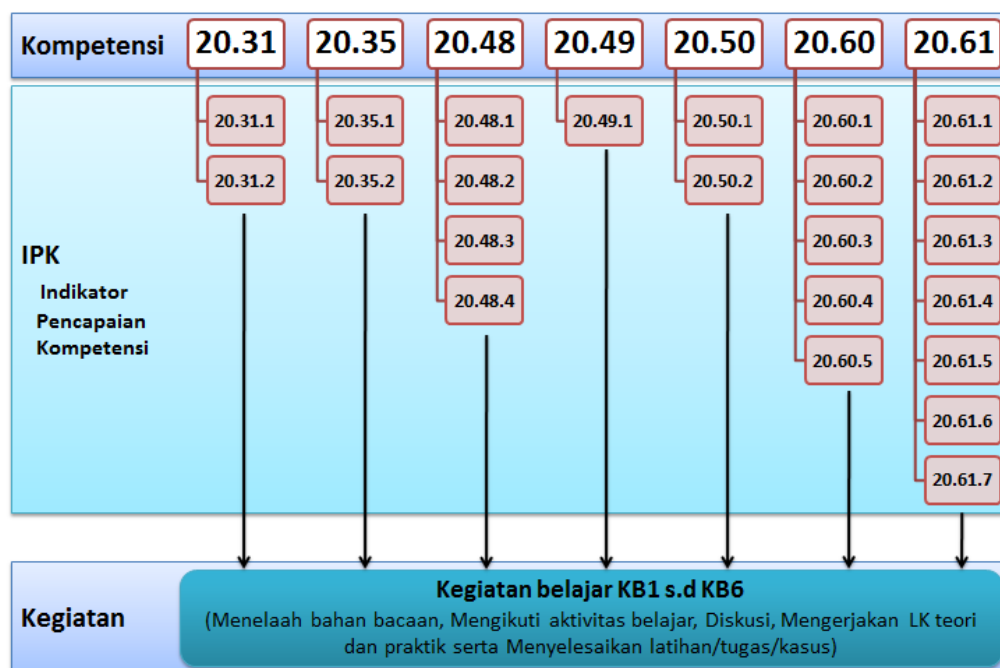 Kompetensi 20.31 20.35 20.48 20.49 20.50 20.60 20.61
20.31.1 20.35.1 20.48.1 20.49.1 20.50.1 20.60.1 20.61.1
20.31.2 20.35.2 20.48.2 20.50.2 20.60.2 20.61.2
20.48.3 20.60.3 20.61.3
IPK
Indikator 20.48.4 20.60.4 20.61.4
Pencapaian
Kompetensi 20.60.5 20.61.5
20.61.6
20.61.7
Kegiatan
Kegiatan belajar KB1 s.d KB6
(Menelaah bahan bacaan, Mengikuti aktivitas belajar, Diskusi, Mengerjakan LK teori
dan praktik serta Menyelesaikan latihan/tugas/kasus)